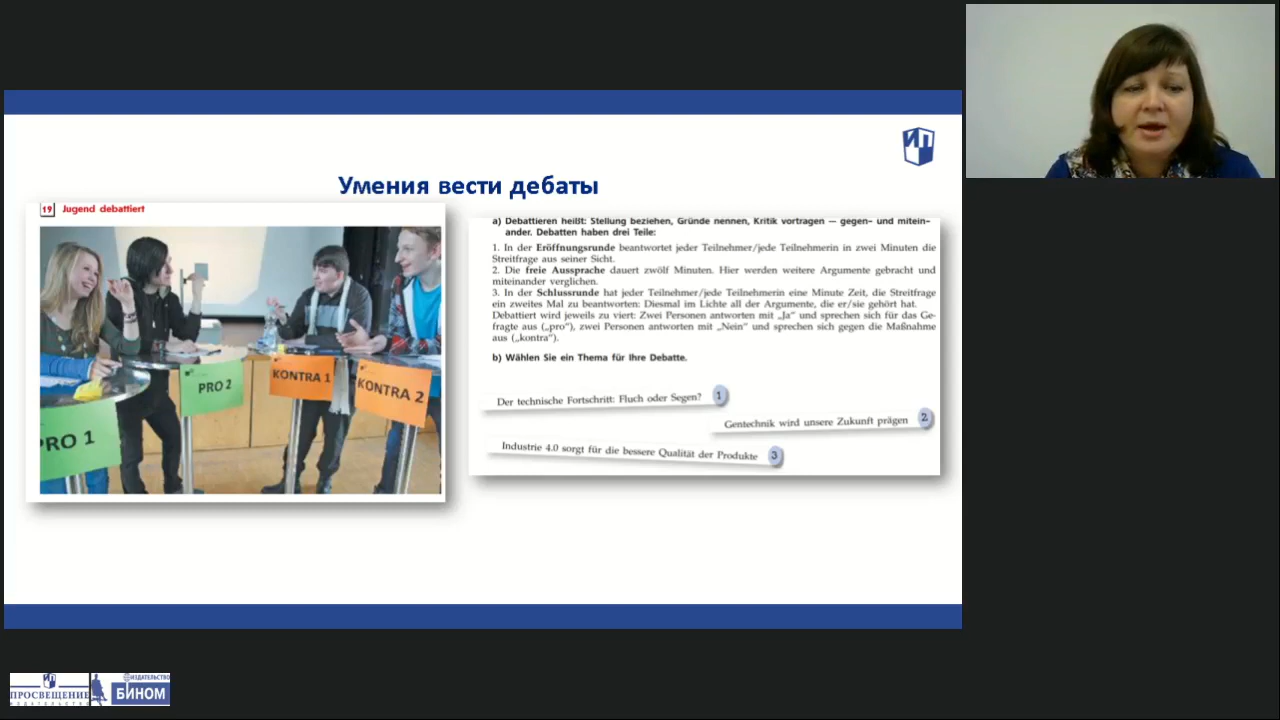 Умения вести дебаты
19 Jugend debattiert
PRO 1
PRO 2
KONTRA 1
KONTRA 2
a) Debattieren heißt: Stellung beziehen, Gründe nennen, Kritik vortragen — gegen- und mitein-
ander. Debatten haben drei Teile:
1. In der Eröffnungsrunde beantwortet jeder Teilnehmer/jede Teilnehmerin in zwei Minuten die
Streitfrage aus seiner Sicht.
2. Die freie Aussprache dauert zwölf Minuten. Hier werden weitere Argumente gebracht und
miteinander verglichen.
3. In der Schlussrunde hat jeder Teilnehmer/jede Teilnehmerin eine Minute Zeit, die Streitfrage
ein zweites Mal zu beantworten: Diesmal im Lichte all der Argumente, die er/sie gehört hat.
Debattiert wird jeweils zu viert: Zwei Personen antworten mit „Ja“ und sprechen sich für das Ge-
fragte aus („pro“), zwei Personen antworten mit „Nein“ und sprechen sich gegen die Maßnahme
aus („kontra“).
b) Wählen Sie ein Thema für Ihre Debatte.
Der technische Fortschritt: Fluch oder Segen? 1
Gentechnik wird unsere Zukunft prägen 2
Industrie 4.0 sorgt für die bessere Qualität der Produkte 3
ИП
ПРОСВЕЩЕНИЕ
ИЗДАТЕЛЬСТВО
ИЗДАТЕЛЬСТВО
БИНОМ